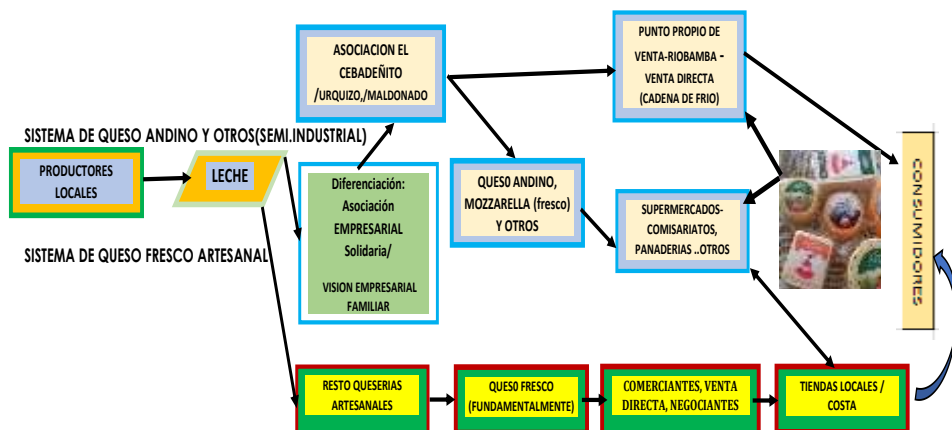 ASOCIACION EL
CEBADEÑITO
/URQUIZO,/MALDONADO
PUNTO PROPIO DE
VENTA-RIOBAMBA –
VENTA DIRECTA
(CADENA DE FRIO)
SISTEMA DE QUESO ANDINO Y OTROS(SEMI.INDUSTRIAL)
PRODUCTORES
LOCALES
LECHE
Diferenciación:
Asociación
EMPRESARIAL
Solidaria/
VISION EMPRESARIAL
FAMILIAR
QUES0 ANDINO,
MOZZARELLA (fresco)
Y OTROS
SUPERMERCADOS-
COMISARIATOS,
PANADERIAS ..OTROS
CONSUMIDORES
SISTEMA DE QUESO FRESCO ARTESANAL
RESTO QUESERIAS
ARTESANALES
QUES0 FRESCO
(FUNDAMENTALMENTE)
COMERCIANTES, VENTA
DIRECTA, NEGOCIANTES
TIENDAS LOCALES /
COSTA